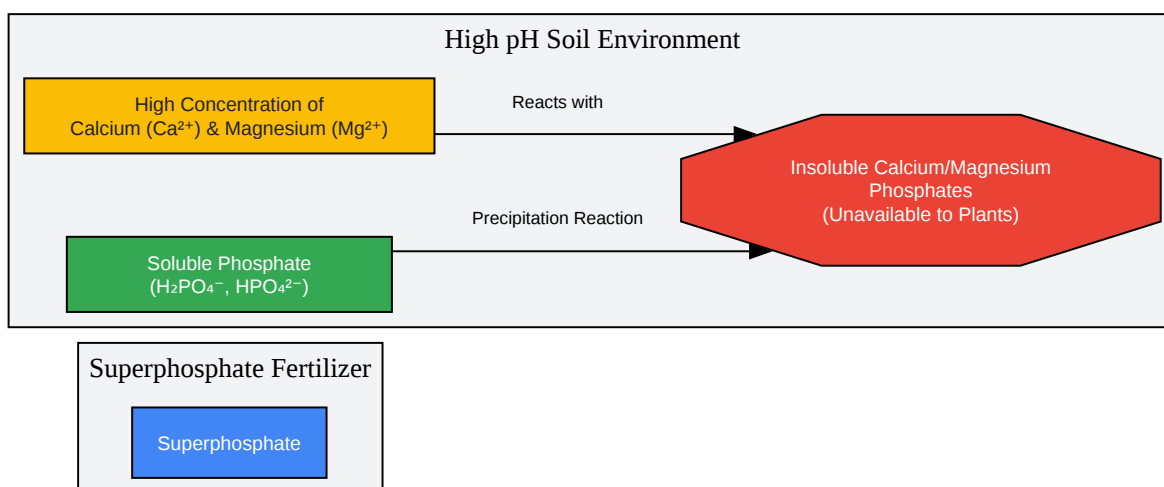 High pH Soil Environment
High Concentration of
Calcium (Ca²⁺) & Magnesium (Mg²⁺)
Reacts with
Insoluble Calcium/Magnesium
Phosphates
(Unavailable to Plants)
Precipitation Reaction
Soluble Phosphate
(H₂PO₄⁻, HPO₄²⁻)
Superphosphate Fertilizer
Superphosphate